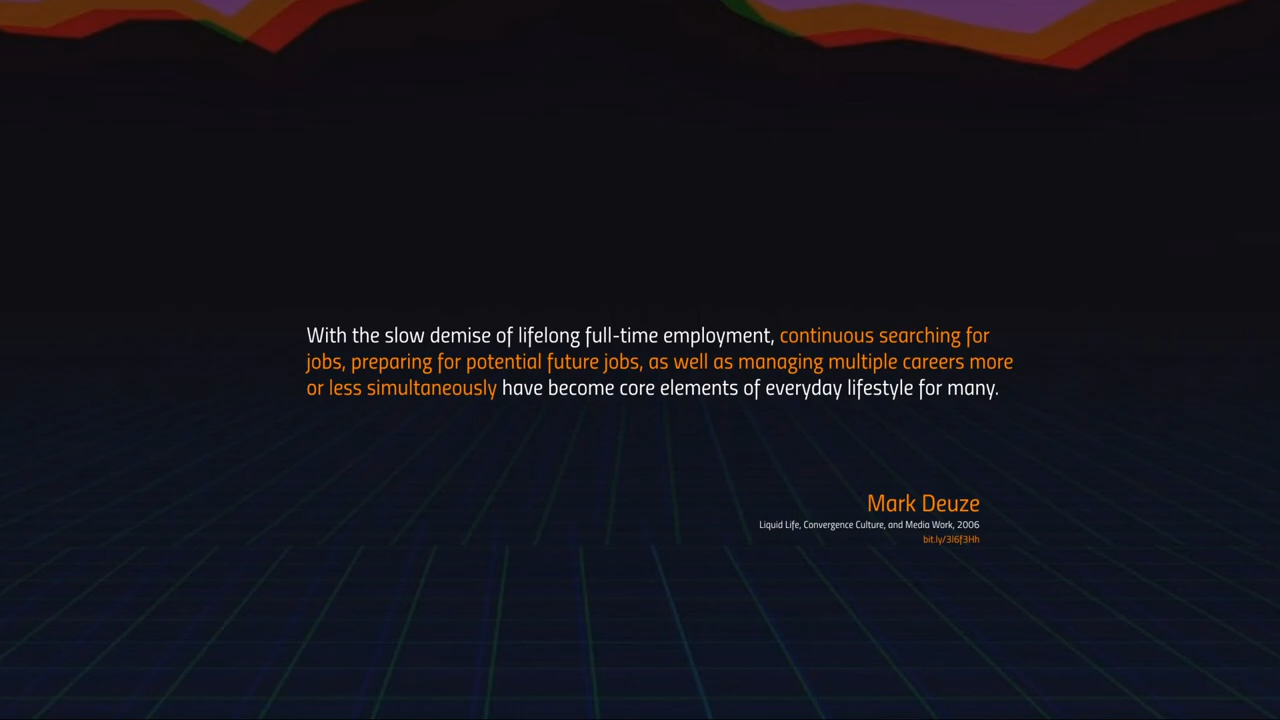 With the slow demise of lifelong full-time employment, continuous searching for
jobs, preparing for potential future jobs, as well as managing multiple careers more
or less simultaneously have become core elements of everyday lifestyle for many.
Mark Deuze
Liquid Life, Convergence Culture, and Media Work, 2006
bit.ly/3l6f3Hh